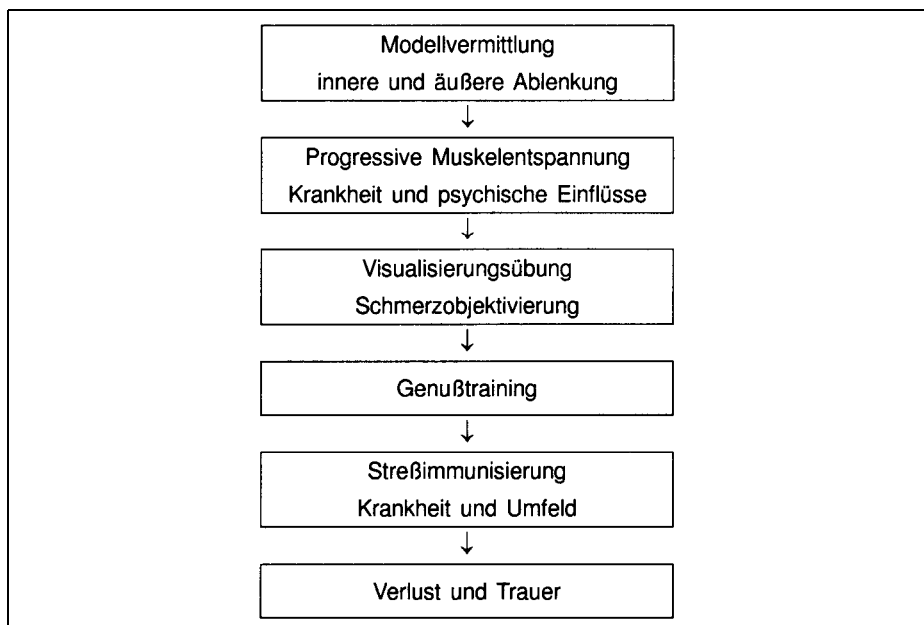 Modellvermittlung
innere und äußere Ablenkung
↓
Progressive Muskelentspannung
Krankheit und psychische Einflüsse
↓
Visualisierungsübung
Schmerzobjektivierung
↓
Genußtraining
↓
Streßimmunisierung
Krankheit und Umfeld
↓
Verlust und Trauer